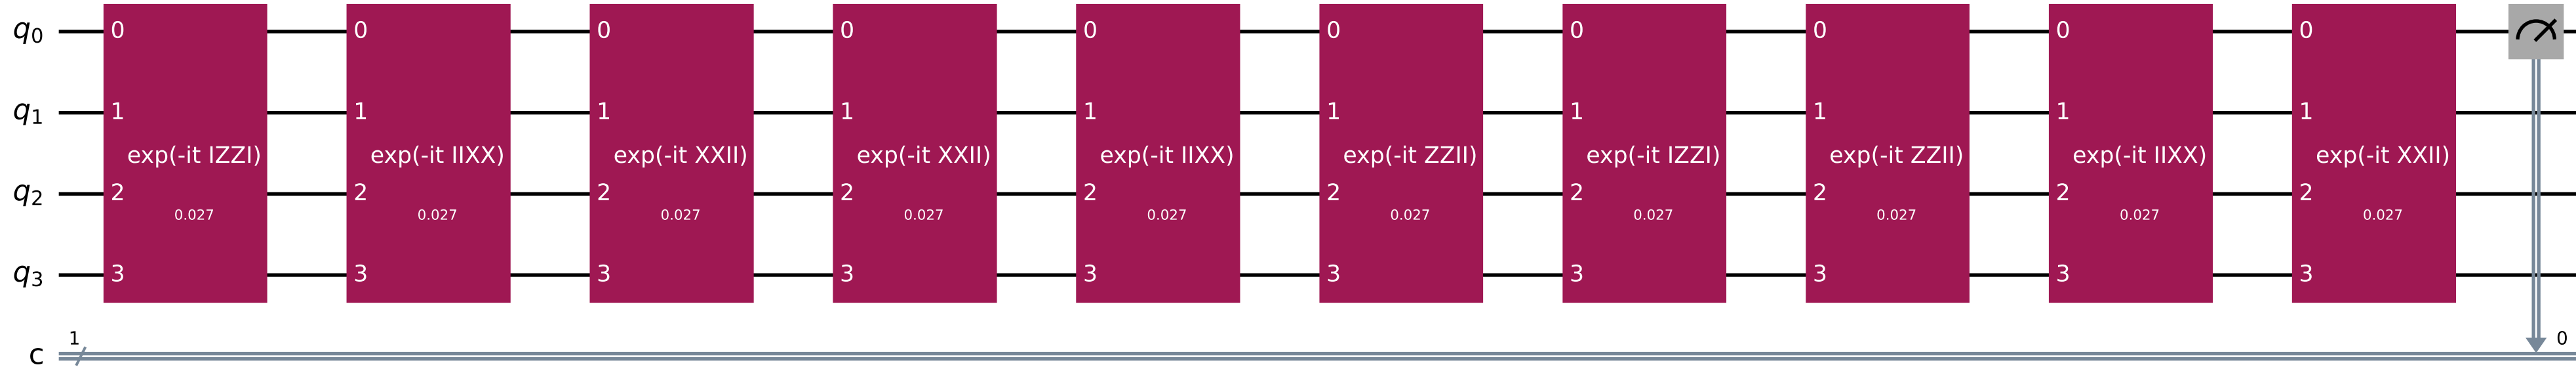 q0 0 0 0 0 0 0 0 0 0 0
q1 1 1 1 1 1 1 1 1 1 1
exp(-it IZZI) exp(-it IIXX) exp(-it XXII) exp(-it XXII) exp(-it IIXX) exp(-it ZZII) exp(-it IZZI) exp(-it ZZII) exp(-it IIXX) exp(-it XXII)
q2 2 2 2 2 2 2 2 2 2 2
0.027 0.027 0.027 0.027 0.027 0.027 0.027 0.027 0.027 0.027
q3 3 3 3 3 3 3 3 3 3 3
1 0
c